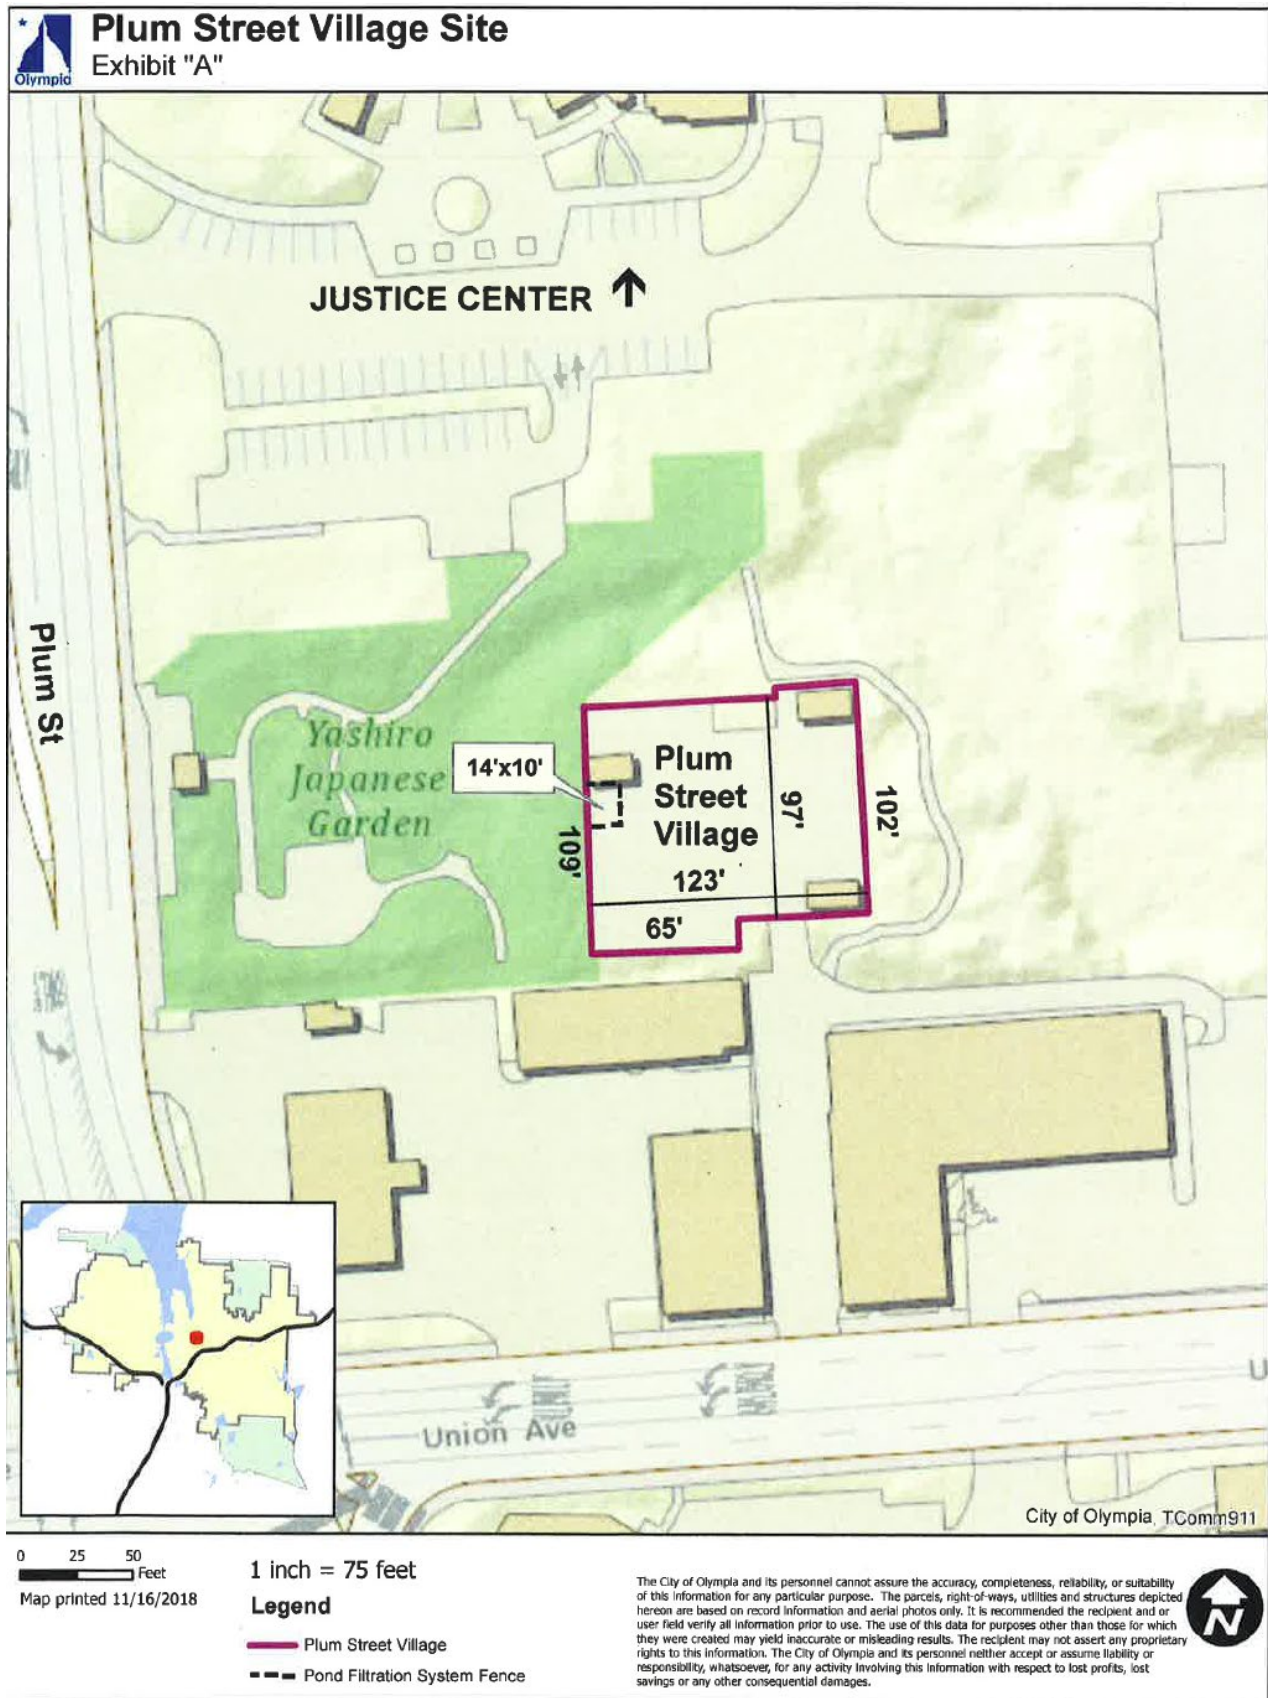 Plum Street Village Site
Exhibit "A"
Olympia
JUSTICE CENTER
Plum St
Yashiro
Japanese
Garden
14'x10'
Plum
Street
Village
97'
102'
109'
123'
65'
Union Ave
U
City of Olympia, TComm911
0 25 50
Feet
Map printed 11/16/2018
1 inch = 75 feet
Legend
Plum Street Village
Pond Filtration System Fence
The City of Olympia and its personnel cannot assure the accuracy, completeness, reliability, or suitability
of this information for any particular purpose. The parcels, right-of-ways, utilities and structures depicted
hereon are based on record information and aerial photos only. It is recommended the recipient and or
user field verify all information prior to use. The use of this data for purposes other than those for which
they were created may yield inaccurate or misleading results. The recipient may not assert any proprietary
rights to this information. The City of Olympia and its personnel neither accept or assume liability or
responsibility, whatsoever, for any activity involving this information with respect to lost profits, lost
savings or any other consequential damages.
N